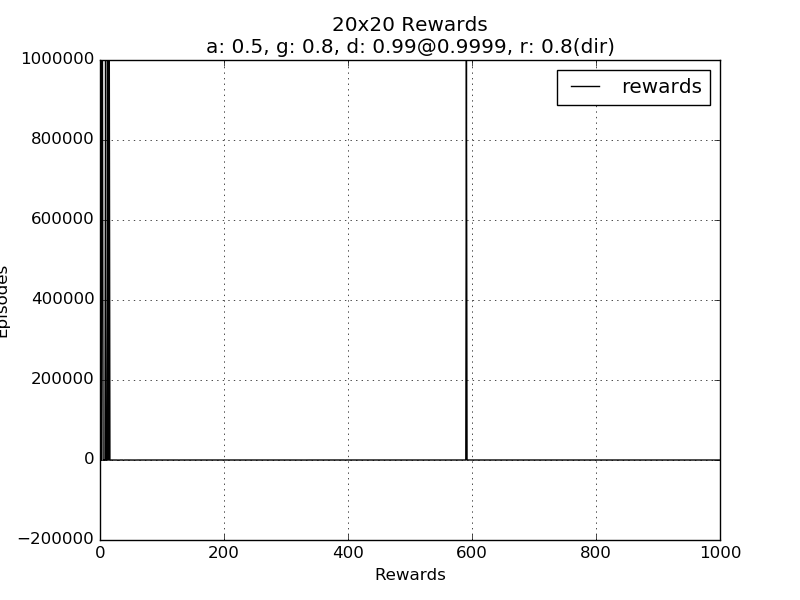 20x20 Rewards
a: 0.5, g: 0.8, d: 0.99@0.9999, r: 0.8(dir)
rewards
1000000
800000
600000
400000
200000
0
−200000
Episodes
0 200 400 600 800 1000
Rewards